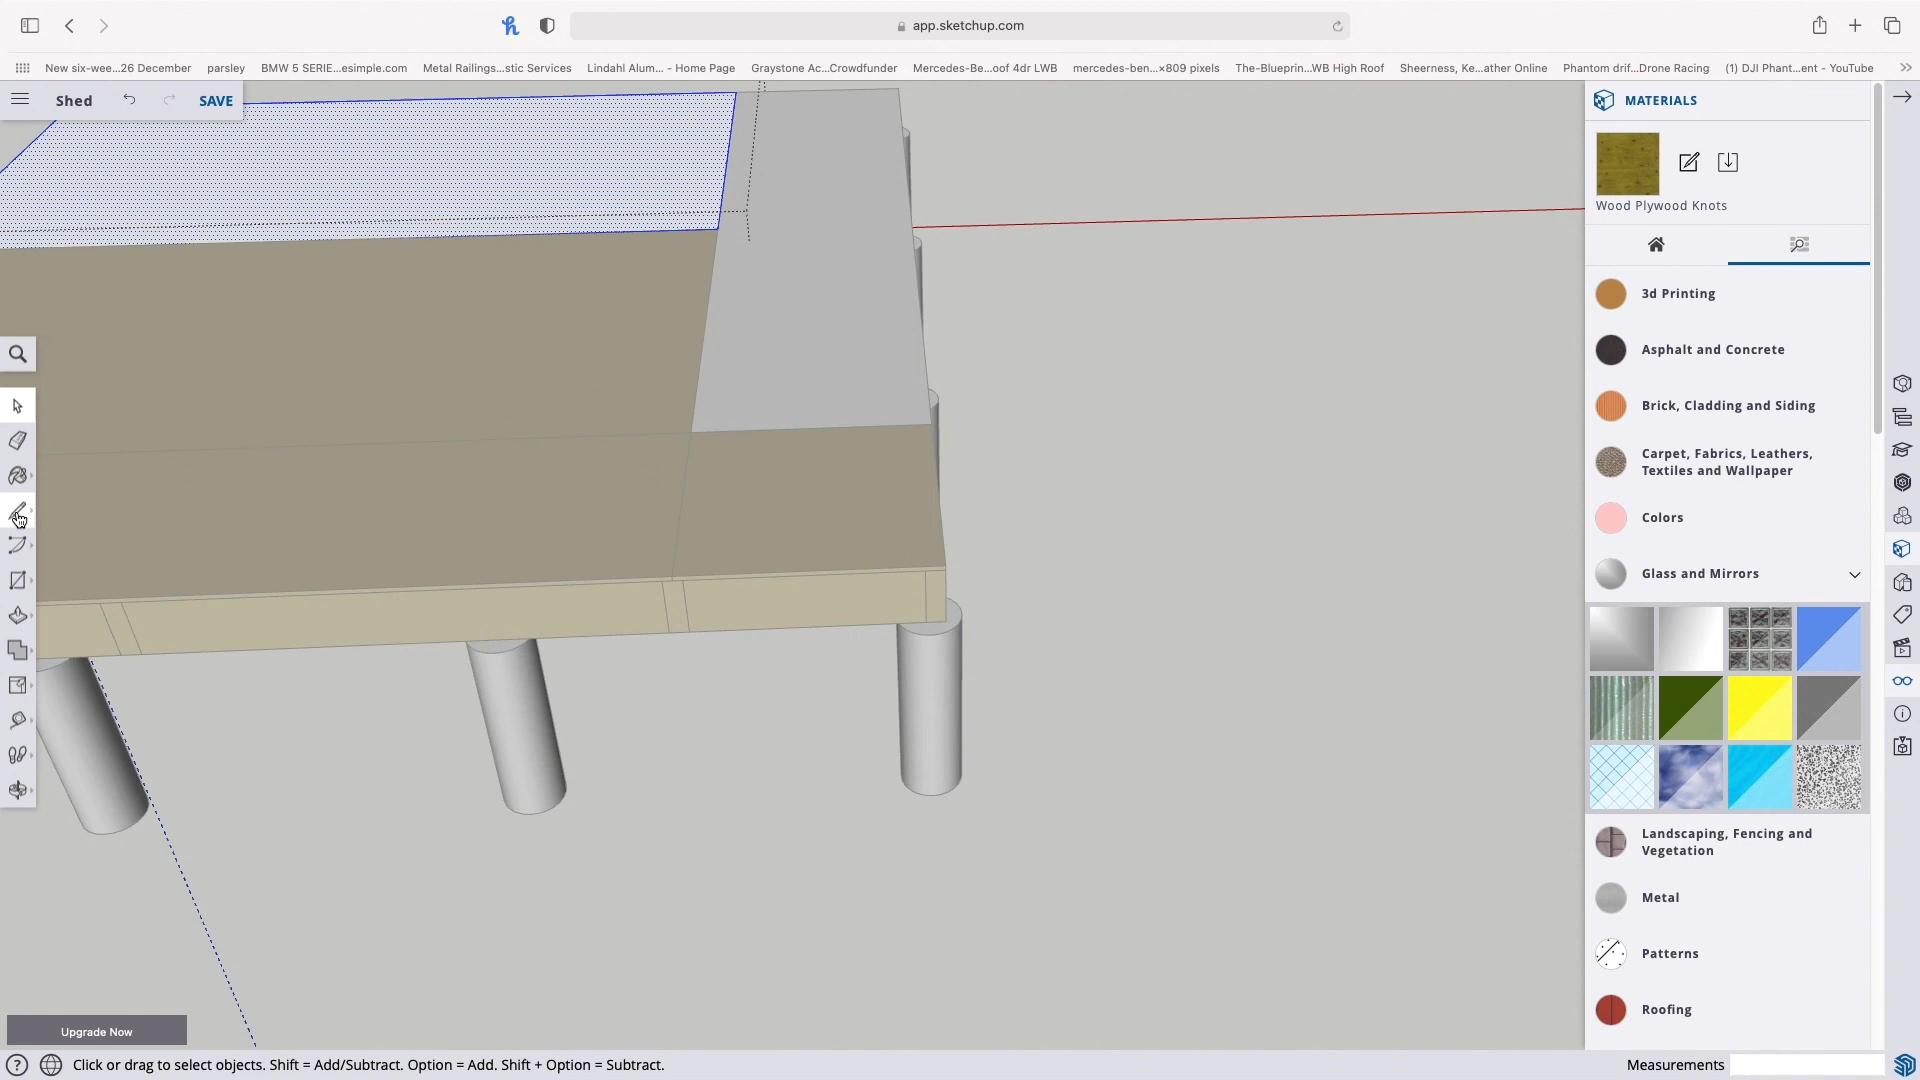 app.sketchup.com
New six-wee...26 December parsley BMW 5 SERIE...esimple.com Metal Railings...stic Services Lindahl Alum... - Home Page Graystone Ac...Crowdfunder Mercedes-Be...oof 4dr LWB mercedes-ben...×809 pixels The-Blueprin...WB High Roof Sheerness, Ke...ather Online Phantom drif...Drone Racing (1) DJI Phant...ent - YouTube
Shed SAVE
MATERIALS
Wood Plywood Knots
3d Printing
Asphalt and Concrete
Brick, Cladding and Siding
Carpet, Fabrics, Leathers,
Textiles and Wallpaper
Colors
Glass and Mirrors
Landscaping, Fencing and
Vegetation
Metal
Patterns
Roofing
Upgrade Now
Click or drag to select objects. Shift = Add/Subtract. Option = Add. Shift + Option = Subtract.
Measurements